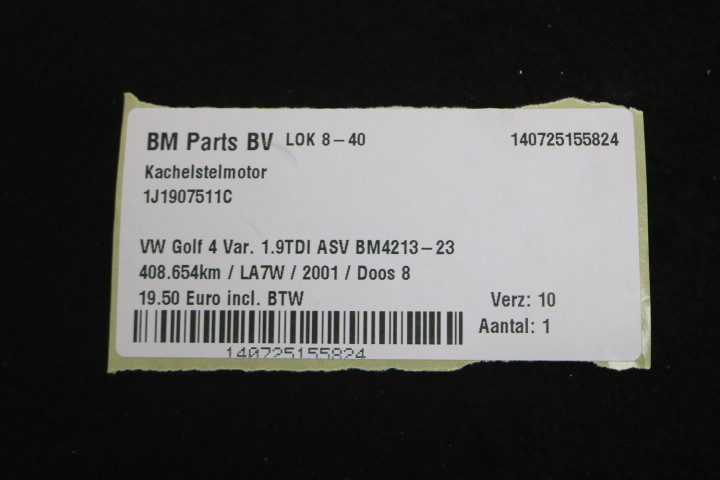 BM Parts BV LOK 8-40 140725155824
Kachelstelmotor
1J1907511C
VW Golf 4 Var. 1.9TDI ASV BM4213-23
408.654km / LA7W / 2001 / Doos 8
19.50 Euro incl. BTW Verz: 10
Aantal: 1
140725155824